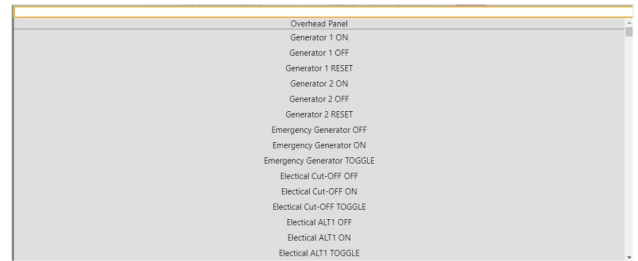 Overhead Panel
Generator 1 ON
Generator 1 OFF
Generator 1 RESET
Generator 2 ON
Generator 2 OFF
Generator 2 RESET
Emergency Generator OFF
Emergency Generator ON
Emergency Generator TOGGLE
Electical Cut-OFF OFF
Electical Cut-OFF ON
Electical Cut-OFF TOGGLE
Electical ALT1 OFF
Electical ALT1 ON
Electical ALT1 TOGGLE